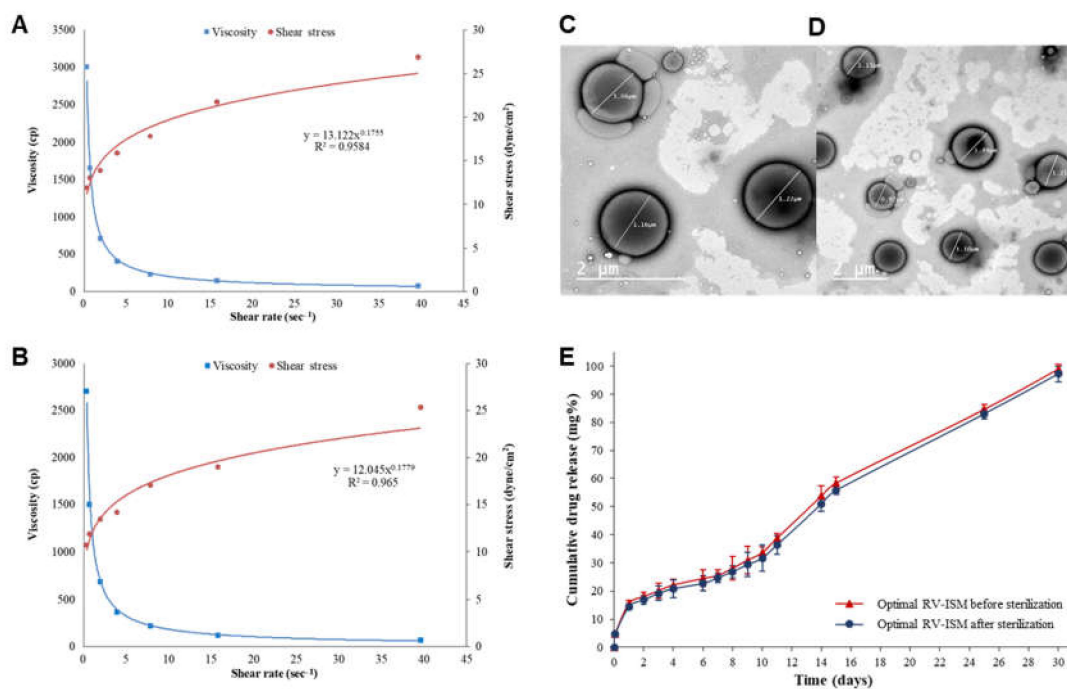 A
Viscosity
Shear stress
3500
3000
2500
2000
1500
1000
500
0
Viscosity (cp)
30
25
20
15
10
5
0
Shear stress (dyne/cm²)
y = 13.122x^0.1755
R² = 0.9584
0 5 10 15 20 25 30 35 40 45
Shear rate (sec⁻¹)
B
Viscosity
Shear stress
3000
2500
2000
1500
1000
500
0
Viscosity (cp)
30
25
20
15
10
5
0
Shear stress (dyne/cm²)
y = 12.045x^0.1779
R² = 0.965
0 5 10 15 20 25 30 35 40 45
Shear rate (sec⁻¹)
C
2 μm
D
2 μm
E
100
90
80
70
60
50
40
30
20
10
0
Cumulative drug release (mg%)
Optimal RV-ISM before sterilization
Optimal RV-ISM after sterilization
0 2 4 6 8 10 12 14 16 18 20 22 24 26 28 30
Time (days)